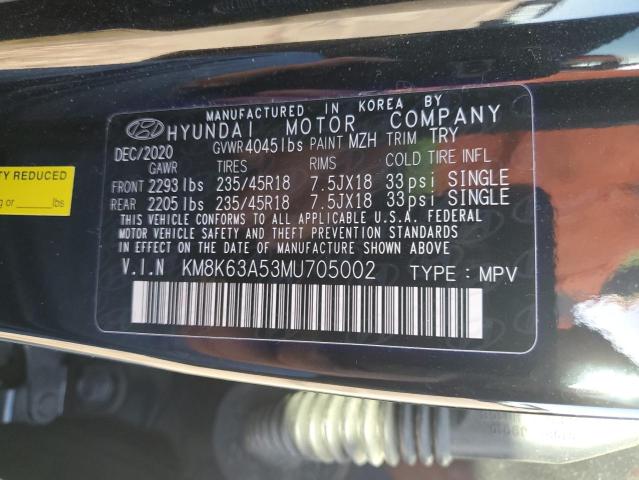 MANUFACTURED IN KOREA BY
HYUNDAI MOTOR COMPANY
DEC/2020 GVWR 4045 lbs PAINT MZH TRIM TRY
GAWR TIRES RIMS COLD TIRE INFL
FRONT 2293 lbs 235/45R18 7.5JX18 33psi SINGLE
REAR 2205 lbs 235/45R18 7.5JX18 33psi SINGLE
THIS VEHICLE CONFORMS TO ALL APPLICABLE U.S.A. FEDERAL
MOTOR VEHICLE SAFETY AND THEFT PREVENTION STANDARDS
IN EFFECT ON THE DATE OF MANUFACTURE SHOWN ABOVE
V.I.N KM8K63A53MU705002 TYPE : MPV
TY REDUCED
kg or ____lbs